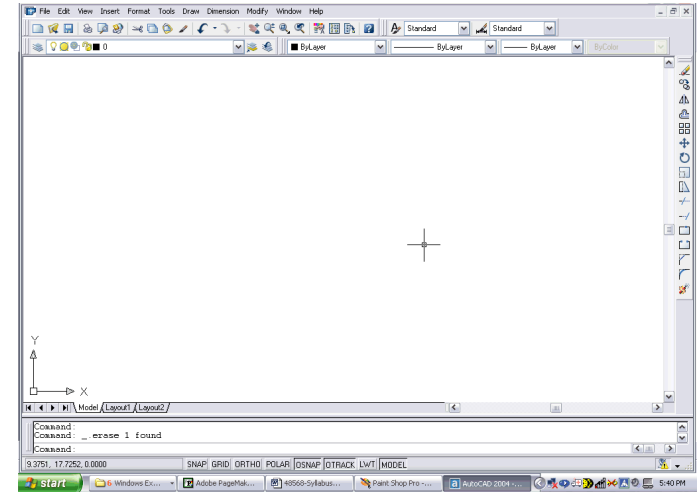 File Edit View Insert Format Tools Draw Dimension Modify Window Help
Standard Standard
0 ByLayer ByLayer ByLayer ByColor
Y
X
Model Layout1 Layout2
Command:
Command: _.erase 1 found
Command:
9.3751, 17.7252, 0.0000 SNAP GRID ORTHO POLAR OSNAP OTRACK LWT MODEL
start 6 Windows Ex... Adobe PageMak... 48568-Syllabus... Paint Shop Pro -... AutoCAD 2004 -... 5:40 PM